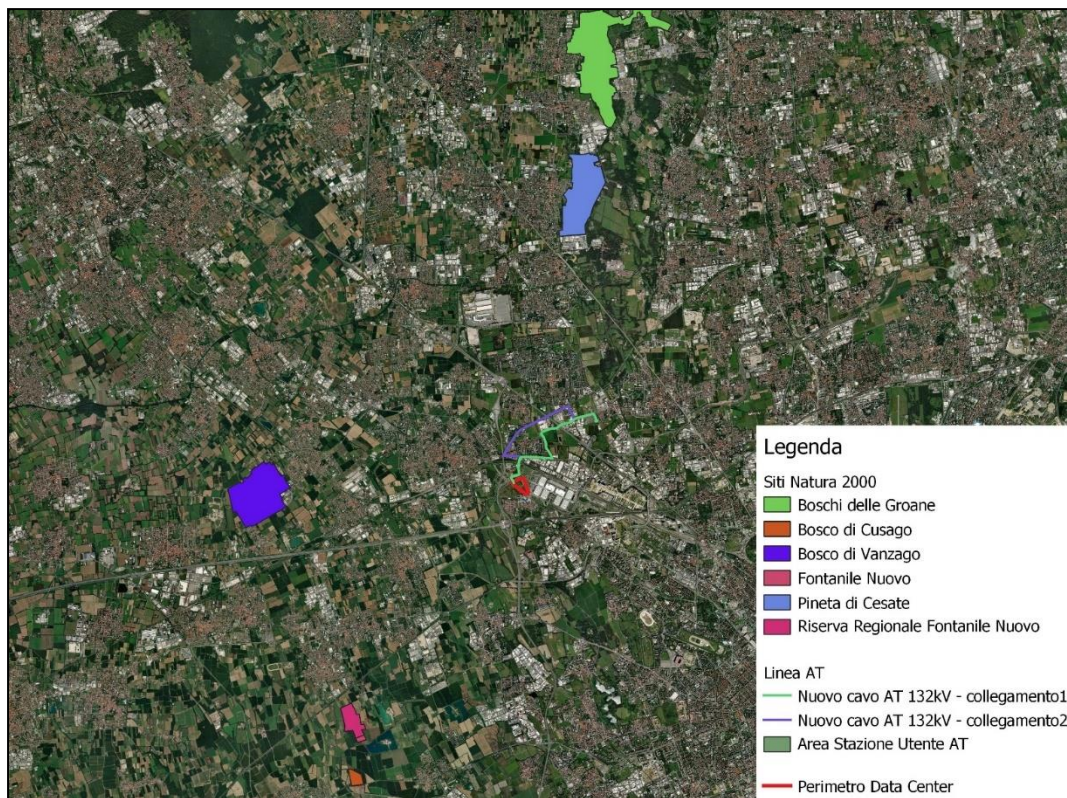 Legenda
Siti Natura 2000
Boschi delle Groane
Bosco di Cusago
Bosco di Vanzago
Fontanile Nuovo
Pineta di Cesate
Riserva Regionale Fontanile Nuovo
Linea AT
Nuovo cavo AT 132kV - collegamento1
Nuovo cavo AT 132kV - collegamento2
Area Stazione Utente AT
Perimetro Data Center